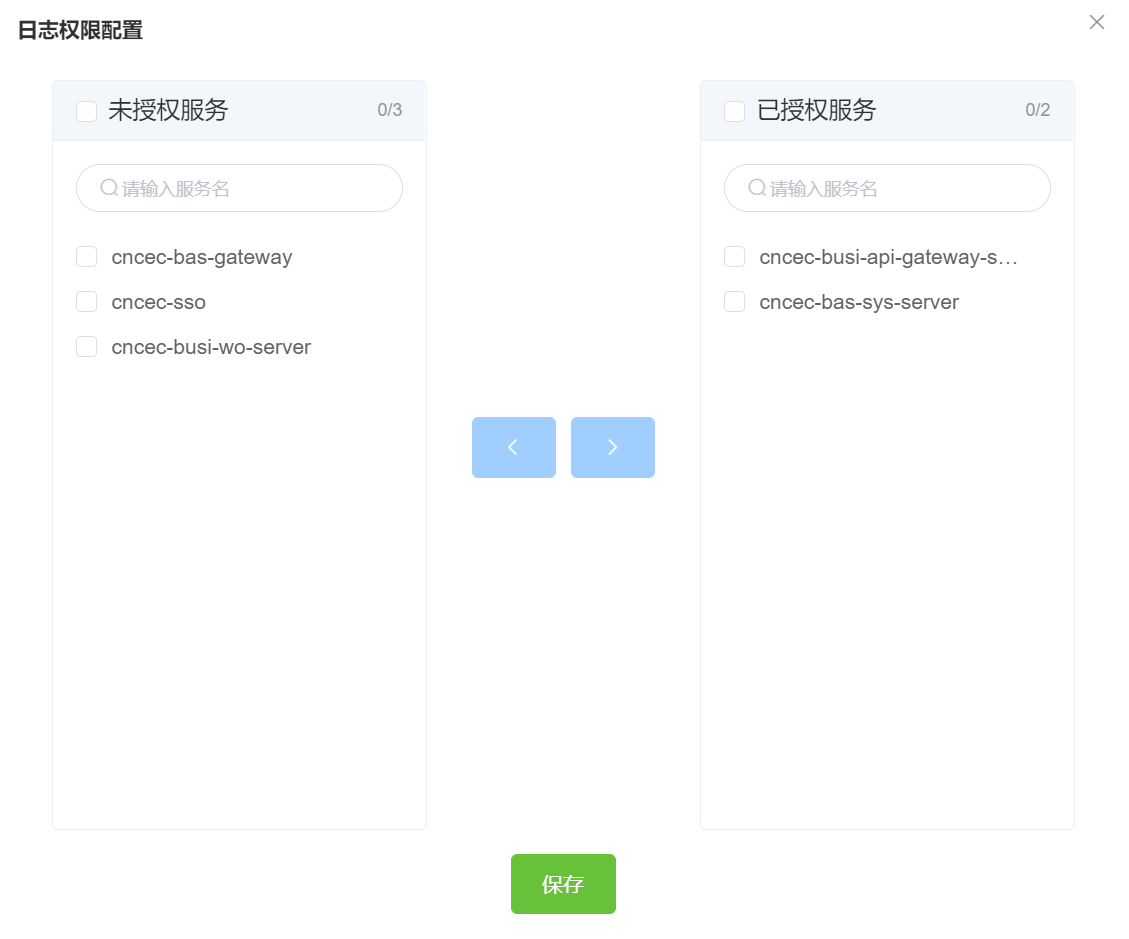 日志权限配置
未授权服务 0/3
请输入服务名
cncec-bas-gateway
cncec-sso
cncec-busi-wo-server
已授权服务 0/2
请输入服务名
cncec-busi-api-gateway-s...
cncec-bas-sys-server
保存